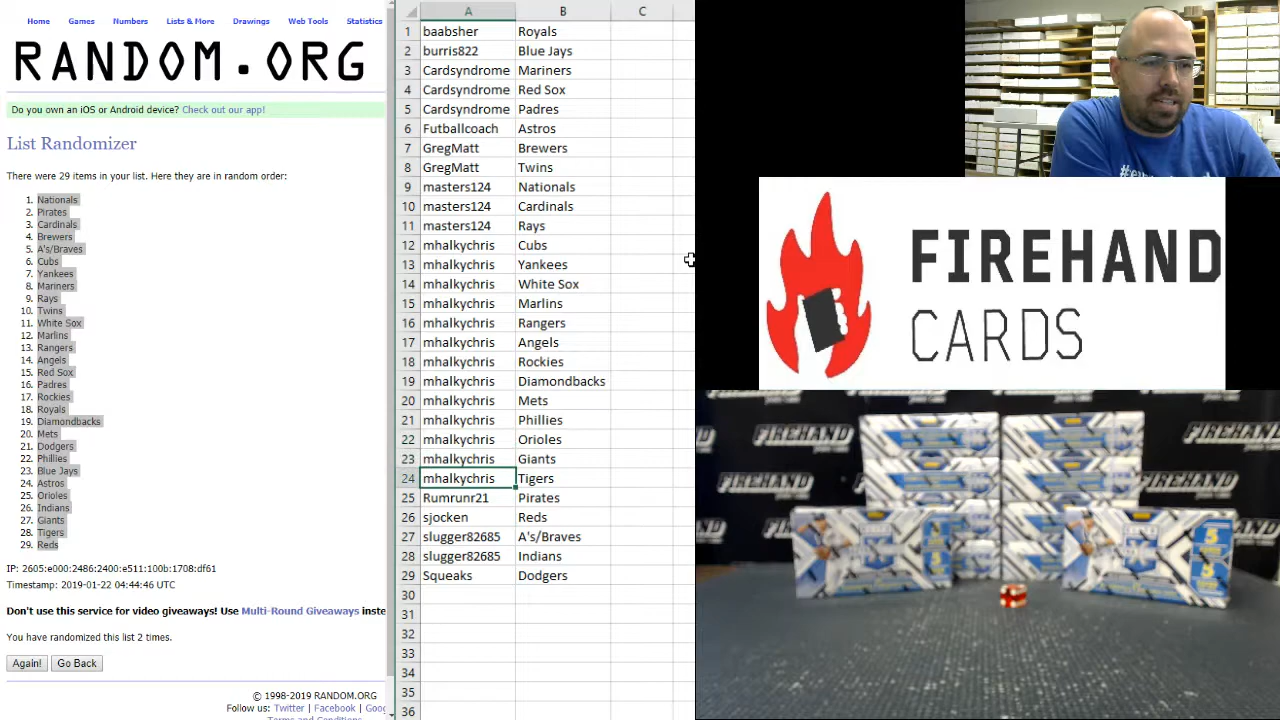 Home Games Numbers Lists & More Drawings Web Tools Statistics
RANDOM.ORG
Do you own an iOS or Android device? Check out our app!
List Randomizer
There were 29 items in your list. Here they are in random order:
1. Nationals
2. Pirates
3. Cardinals
4. Brewers
5. A's/Braves
6. Cubs
7. Yankees
8. Mariners
9. Rays
10. Twins
11. White Sox
12. Marlins
13. Rangers
14. Angels
15. Red Sox
16. Padres
17. Rockies
18. Royals
19. Diamondbacks
20. Mets
21. Dodgers
22. Phillies
23. Blue Jays
24. Astros
25. Orioles
26. Indians
27. Giants
28. Tigers
29. Reds
IP: 2605:e000:2486:2400:e511:100b:1708:df61
Timestamp: 2019-01-22 04:44:46 UTC
Don't use this service for video giveaways! Use Multi-Round Giveaways inste
You have randomized this list 2 times.
Again! Go Back
© 1998-2019 RANDOM.ORG
Follow us: Twitter | Facebook | Goog
Terms and Conditions
A B C
1 baabsher Royals
2 burris822 Blue Jays
3 Cardsyndrome Mariners
4 Cardsyndrome Red Sox
5 Cardsyndrome Padres
6 Futballcoach Astros
7 GregMatt Brewers
8 GregMatt Twins
9 masters124 Nationals
10 masters124 Cardinals
11 masters124 Rays
12 mhalkychris Cubs
13 mhalkychris Yankees
14 mhalkychris White Sox
15 mhalkychris Marlins
16 mhalkychris Rangers
17 mhalkychris Angels
18 mhalkychris Rockies
19 mhalkychris Diamondbacks
20 mhalkychris Mets
21 mhalkychris Phillies
22 mhalkychris Orioles
23 mhalkychris Giants
24 mhalkychris Tigers
25 Rumrunr21 Pirates
26 sjocken Reds
27 slugger82685 A's/Braves
28 slugger82685 Indians
29 Squeaks Dodgers
30
31
32
33
34
35
36
FIREHAND
CARDS
FIREHAND
FIREHAND
FIREHAND
FIREHAND
5
5